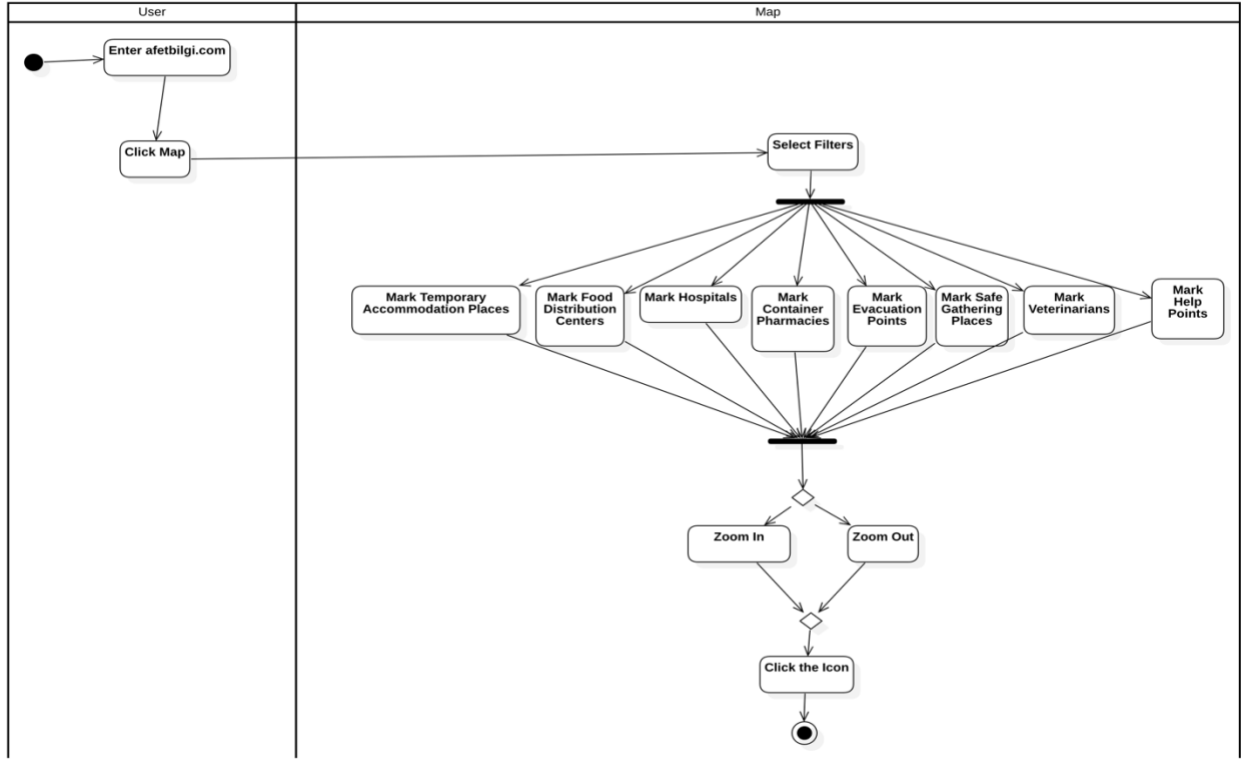 User
Map
Enter afetbilgi.com
Click Map
Select Filters
Mark Temporary
Accommodation Places
Mark Food
Distribution
Centers
Mark Hospitals
Mark
Container
Pharmacies
Mark
Evacuation
Points
Mark Safe
Gathering
Places
Mark
Veterinarians
Mark
Help
Points
Zoom In
Zoom Out
Click the Icon